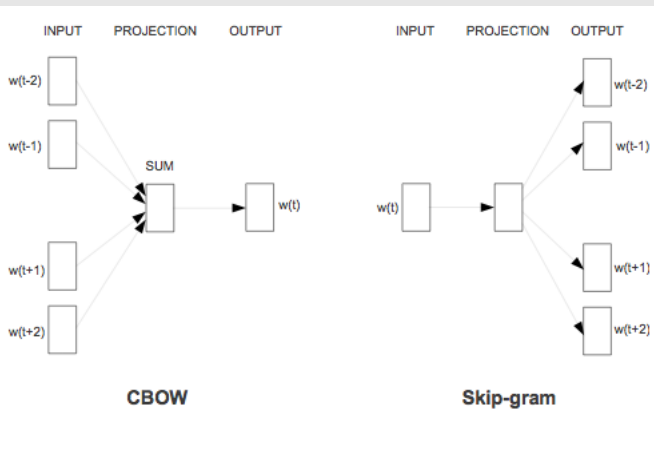 INPUT PROJECTION OUTPUT
w(t-2)
w(t-1)
SUM
w(t)
w(t+1)
w(t+2)
CBOW
INPUT PROJECTION OUTPUT
w(t-2)
w(t-1)
w(t)
w(t+1)
w(t+2)
Skip-gram